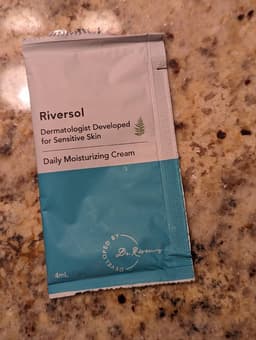 Riversol
Dermatologist Developed
for Sensitive Skin
Daily Moisturizing Cream
DEVELOPED BY
Dr. Rivers
4mL